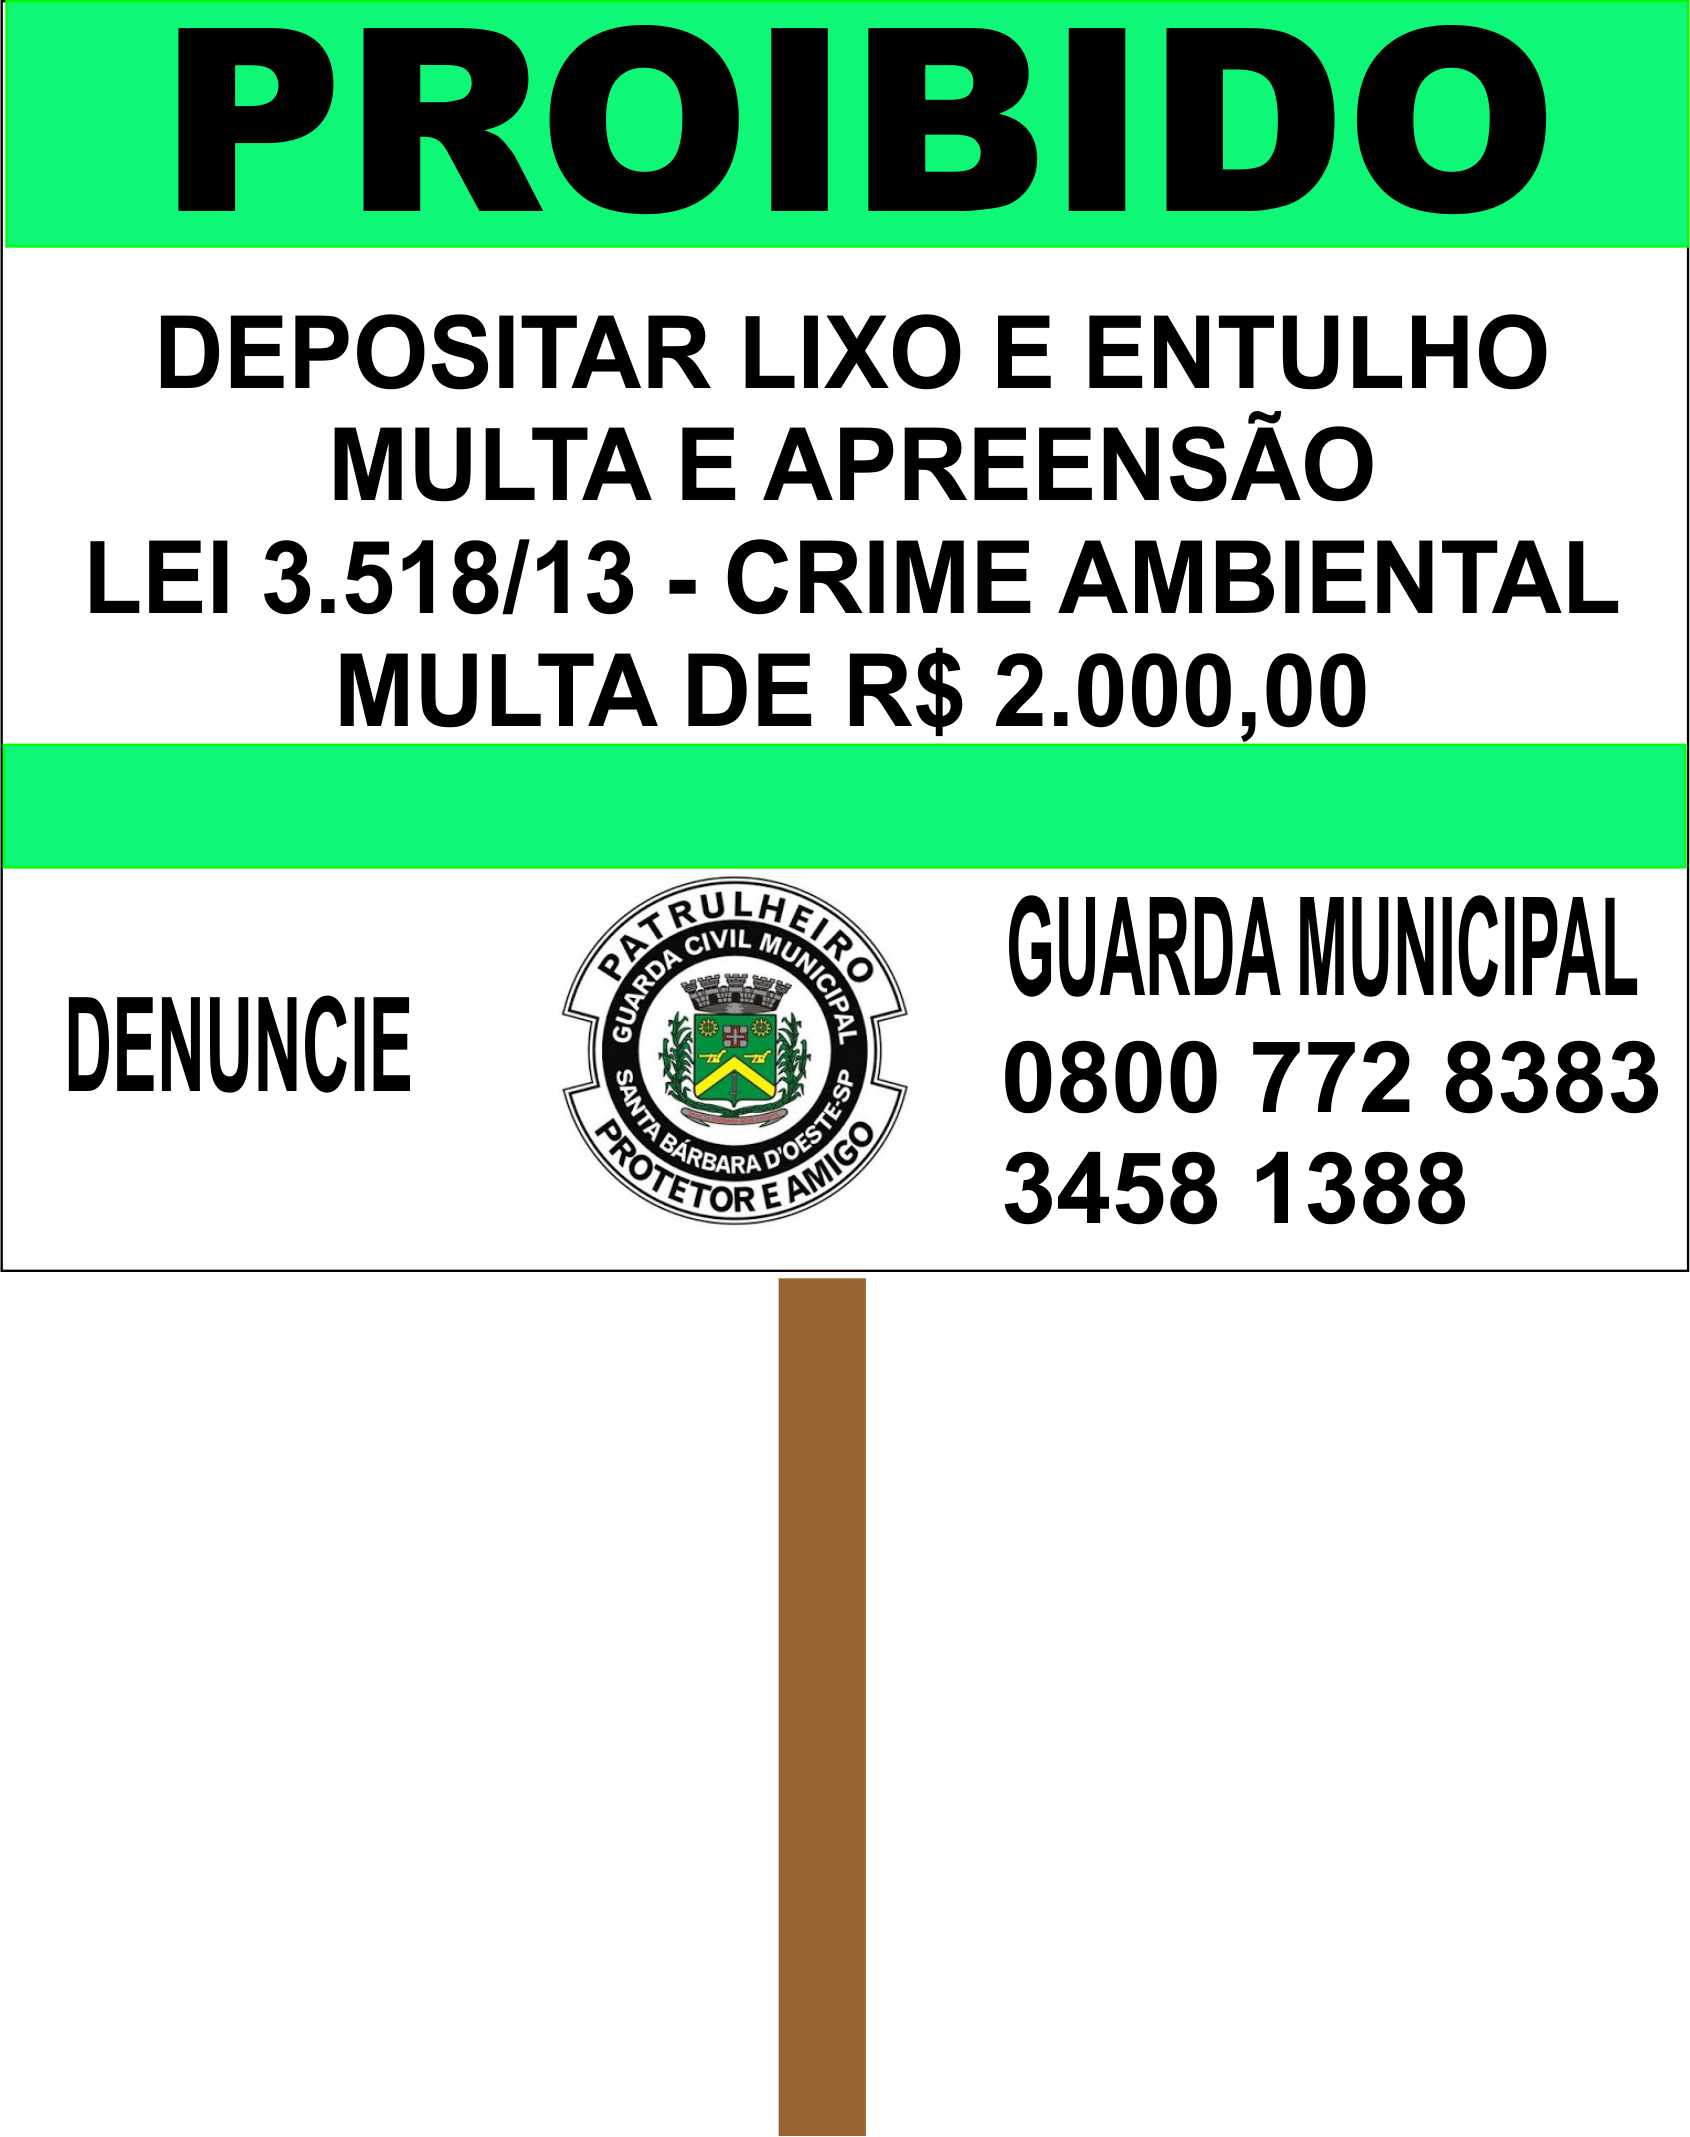 PROIBIDO
DEPOSITAR LIXO E ENTULHO
MULTA E APREENSÃO
LEI 3.518/13 - CRIME AMBIENTAL
MULTA DE R$ 2.000,00
DENUNCIE
PATRULHEIRO
GUARDA CIVIL MUNICIPAL
SANTA BÁRBARA D'OESTE-SP
PROTETOR E AMIGO
GUARDA MUNICIPAL
0800 772 8383
3458 1388